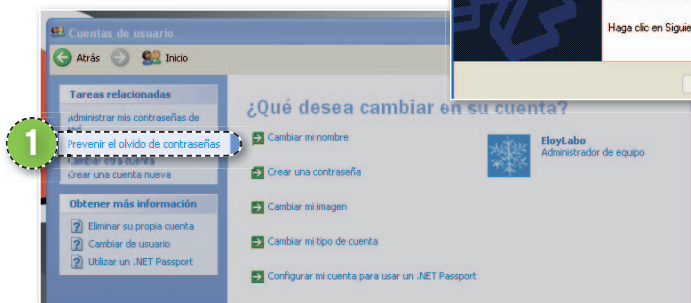 Cuentas de usuario
Atrás Inicio
Haga clic en Siguie
Tareas relacionadas
Administrar mis contraseñas de
1
Prevenir el olvido de contraseñas
Cambiar otra cuenta
Crear una cuenta nueva
Obtener más información
Eliminar su propia cuenta
Cambiar de usuario
Utilizar un .NET Passport
¿Qué desea cambiar en su cuenta?
Cambiar mi nombre
Crear una contraseña
Cambiar mi imagen
Cambiar mi tipo de cuenta
Configurar mi cuenta para usar un .NET Passport
EloyLabo
Administrador de equipo